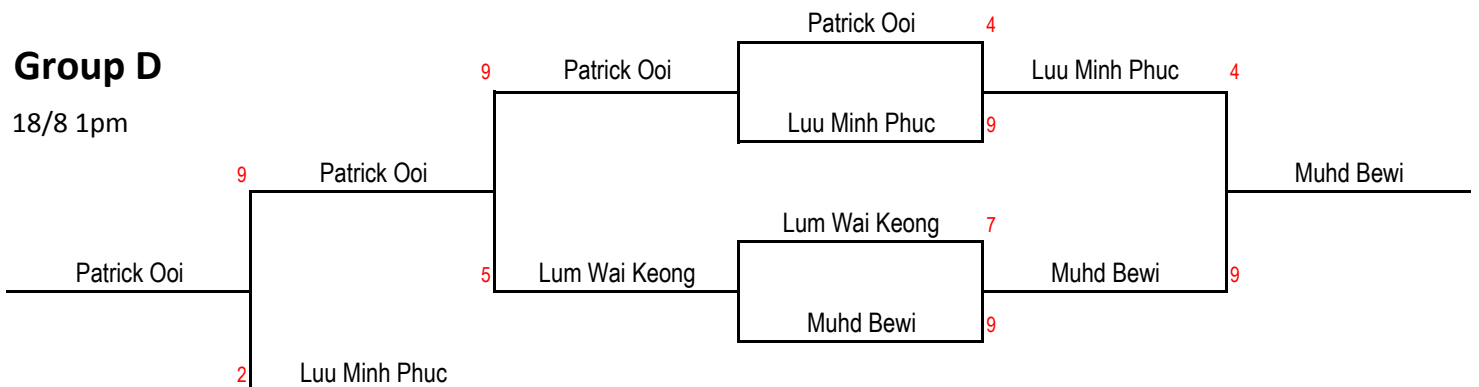 Patrick Ooi 4
Group D
9 Patrick Ooi
Luu Minh Phuc 4
18/8 1pm
Luu Minh Phuc 9
9 Patrick Ooi
Muhd Bewi
Lum Wai Keong 7
Patrick Ooi
5 Lum Wai Keong
Muhd Bewi 9
Muhd Bewi 9
2 Luu Minh Phuc